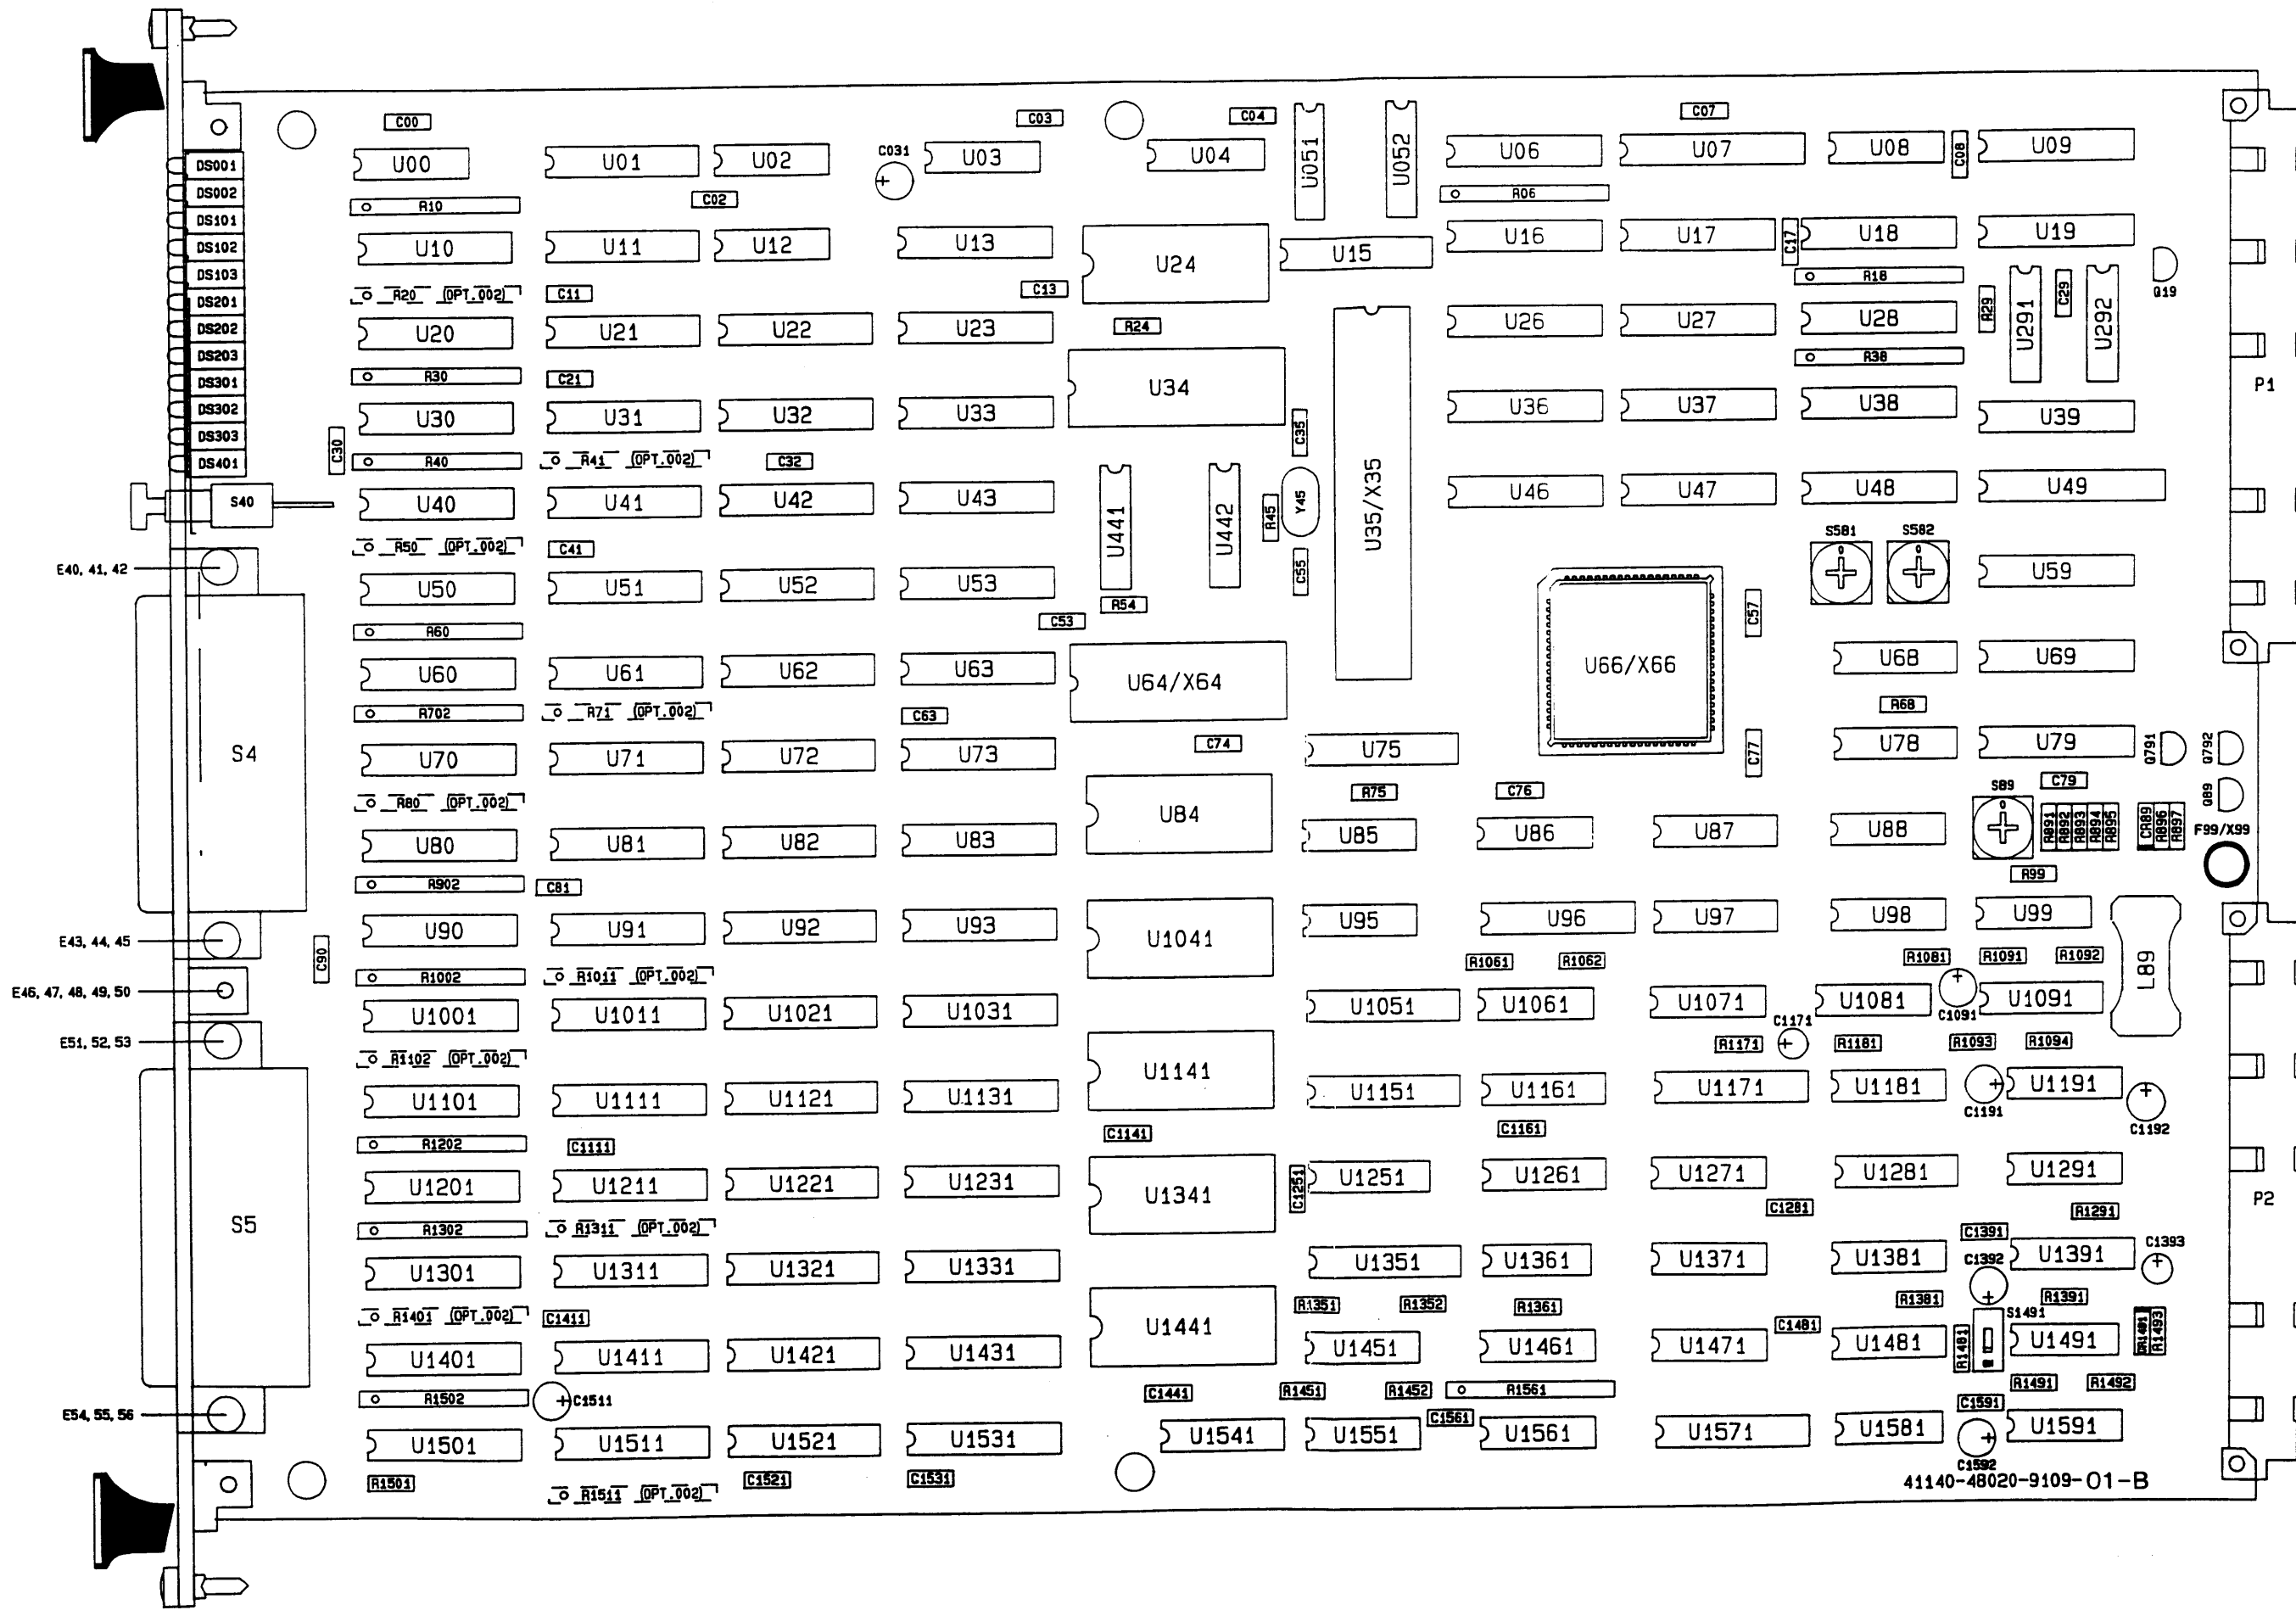 C00 C03 C04 C07
DS001 U00 U01 U02 C031 U03 U04 U051 U052 U06 U07 U08 C08 U09
DS002 R10 C02 R06
DS101
DS102 U10 U11 U12 U13 U24 U15 U16 U17 C17 U18 U19
DS103 R18 Q19
DS201 R20 (OPT.002) C11 C13 R29 U291 C29 U292
DS202 U20 U21 U22 U23 R24 U26 U27 U28
DS203 R38
DS301 R30 C21 U34 P1
DS302 U30 U31 U32 U33 U36 U37 U38 U39
DS303 C30 C35
DS401 R40 R41 (OPT.002) C32
S40 U40 U41 U42 U43 U441 U442 R45 Y45 U35/X35 U46 U47 U48 U49
S581 S582
0 0
E40, 41, 42 R50 (OPT.002) C41 C55
U50 U51 U52 U53 R54 U59
R60 C53 C57
U60 U61 U62 U63 U64/X64 U66/X66 U68 U69
R702 R71 (OPT.002) C63 R68
S4 U70 U71 U72 U73 C74 U75 C77 U78 U79 Q791 Q792
R80 (OPT.002) R75 C76 S89 C79 Q89
0
U80 U81 U82 U83 U84 U85 U86 U87 U88 R891 R892 R893 R894 R895 CR89 R896 R897 F99/X99
R902 C81 R99
U90 U91 U92 U93 U1041 U95 U96 U97 U98 U99
E43, 44, 45 C90 R1061 R1062 R1081 R1091 R1092 L89
R1002 R1011 (OPT.002)
E46, 47, 48, 49, 50 U1001 U1011 U1021 U1031 U1051 U1061 U1071 U1081 C1091 U1091
E51, 52, 53 R1102 (OPT.002) R1171 C1171 R1181 R1093 R1094
U1101 U1111 U1121 U1131 U1141 U1151 U1161 U1171 U1181 C1191 U1191 C1192
R1202 C1111 C1141 C1161
U1201 U1211 U1221 U1231 U1341 C1251 U1251 U1261 U1271 U1281 U1291 P2
S5 R1302 R1311 (OPT.002) C1281 R1291
U1301 U1311 U1321 U1331 U1351 U1361 U1371 U1381 C1391 C1392 U1391 C1393
R1401 (OPT.002) C1411 U1441 R1351 R1352 R1361 R1381 R1391
U1401 U1411 U1421 U1431 U1451 U1461 U1471 C1481 U1481 R1481 S1491 U1491 R1493
R1502 C1511 C1441 R1451 R1452 R1561 R1491 R1492
E54, 55, 56 C1561 C1591
U1501 U1511 U1521 U1531 U1541 U1551 U1561 U1571 U1581 C1592 U1591
R1501 R1511 (OPT.002) C1521 C1531 41140-48020-9109-01-B